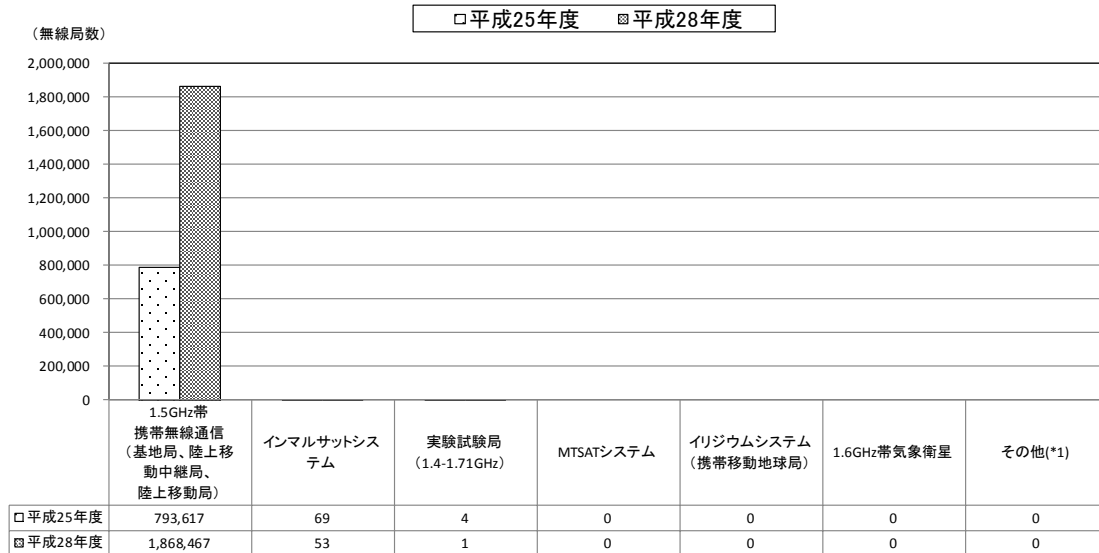 □平成25年度 ▩平成28年度
（無線局数）
2,000,000
1,800,000
1,600,000
1,400,000
1,200,000
1,000,000
800,000
600,000
400,000
200,000
0
1.5GHz帯
携帯無線通信
（基地局、陸上移
動中継局、
陸上移動局）
インマルサットシス
テム
実験試験局
（1.4-1.71GHz）
MTSATシステム
イリジウムシステム
（携帯移動地球局）
1.6GHz帯気象衛星
その他(*1)
□平成25年度 793,617 69 4 0 0 0 0
▩平成28年度 1,868,467 53 1 0 0 0 0